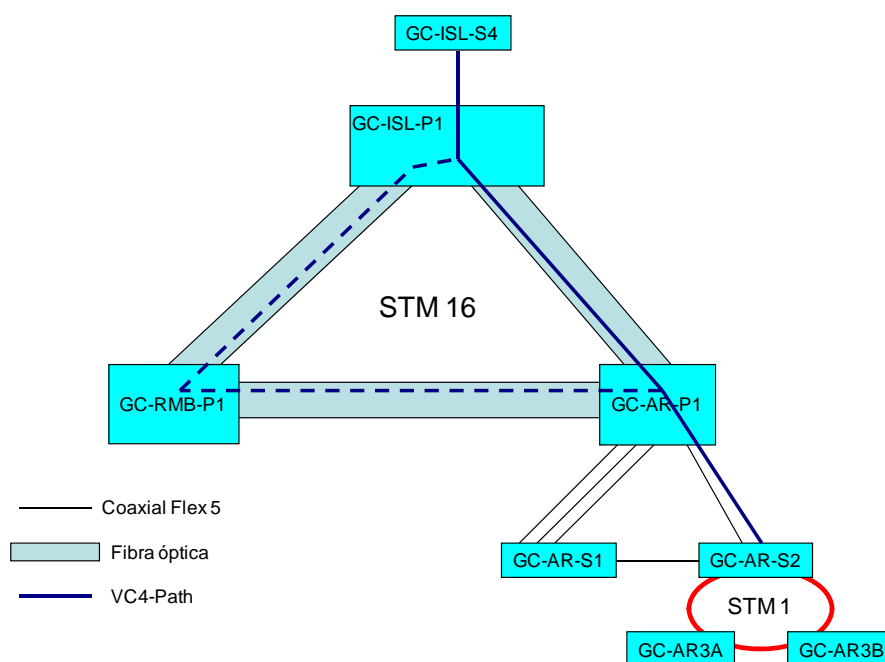 GC-ISL-S4
GC-ISL-P1
STM 16
GC-RMB-P1
GC-AR-P1
Coaxial Flex 5
Fibra óptica
VC4-Path
GC-AR-S1
GC-AR-S2
STM 1
GC-AR3A
GC-AR3B